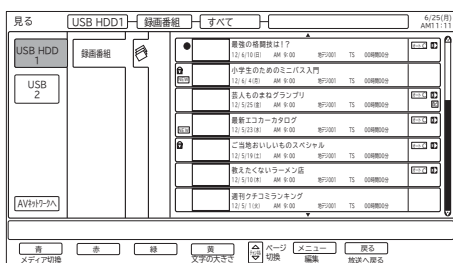 見る USB HDD1 録画番組 すべて 6/25(月)
AM11:11
USB HDD
1
録画番組
USB
2
AVネットワークへ
最強の格闘技は!?
12/ 6/10(日) AM 9:00 地デジ001 TS 00時間00分
小学生のためのミニバス入門
12/ 6/ 4(月) AM 9:00 地デジ001 TS 00時間00分
芸人ものまねグランプリ
12/ 5/25(金) AM 9:00 地デジ001 TS 00時間00分
最新エコカーカタログ
12/ 5/23(水) AM 9:00 地デジ001 TS 00時間00分
ご当地おいしいものスペシャル
12/ 5/19(土) AM 9:00 地デジ001 TS 00時間00分
教えたくないラーメン店
12/ 5/10(木) AM 9:00 地デジ001 TS 00時間00分
週刊クチコミランキング
12/ 5/ 1(火) AM 9:00 地デジ001 TS 00時間00分
青 赤 緑 黄 ページ切換 メニュー 戻る
メディア切換 文字の大きさ 編集 放送へ戻る